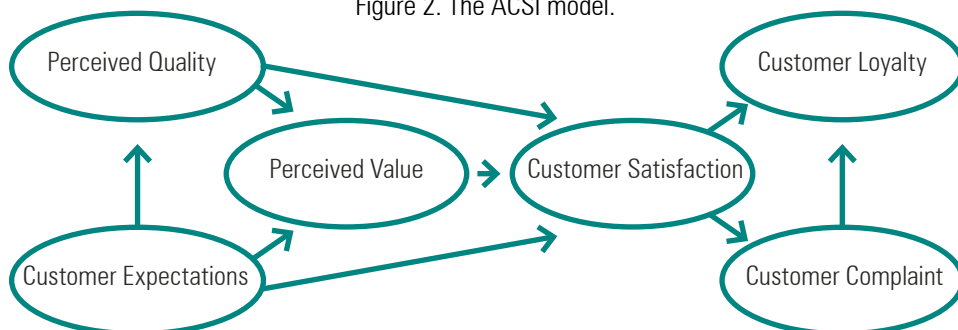 Figure 2. The ACSI model.
Perceived Quality
Customer Loyalty
Perceived Value
Customer Satisfaction
Customer Expectations
Customer Complaint